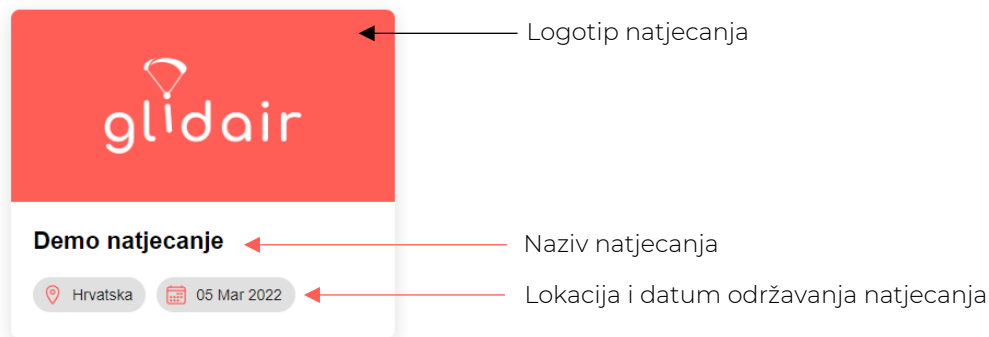 Logotip natjecanja
glidair
Demo natjecanje
Naziv natjecanja
Hrvatska
05 Mar 2022
Lokacija i datum održavanja natjecanja